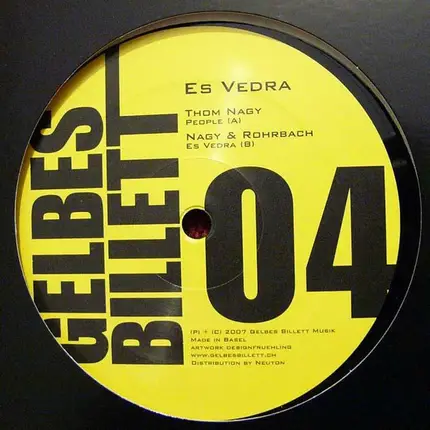 Es Vedra
Thom Nagy
People (A)
Nagy & Rohrbach
Es Vedra (B)
GELBES
BILLETT
04
(P) + (C) 2007 Gelbes Billett Musik
Made in Basel
artwork.designfruehling
www.gelbesbillett.ch
Distribution by Neuton